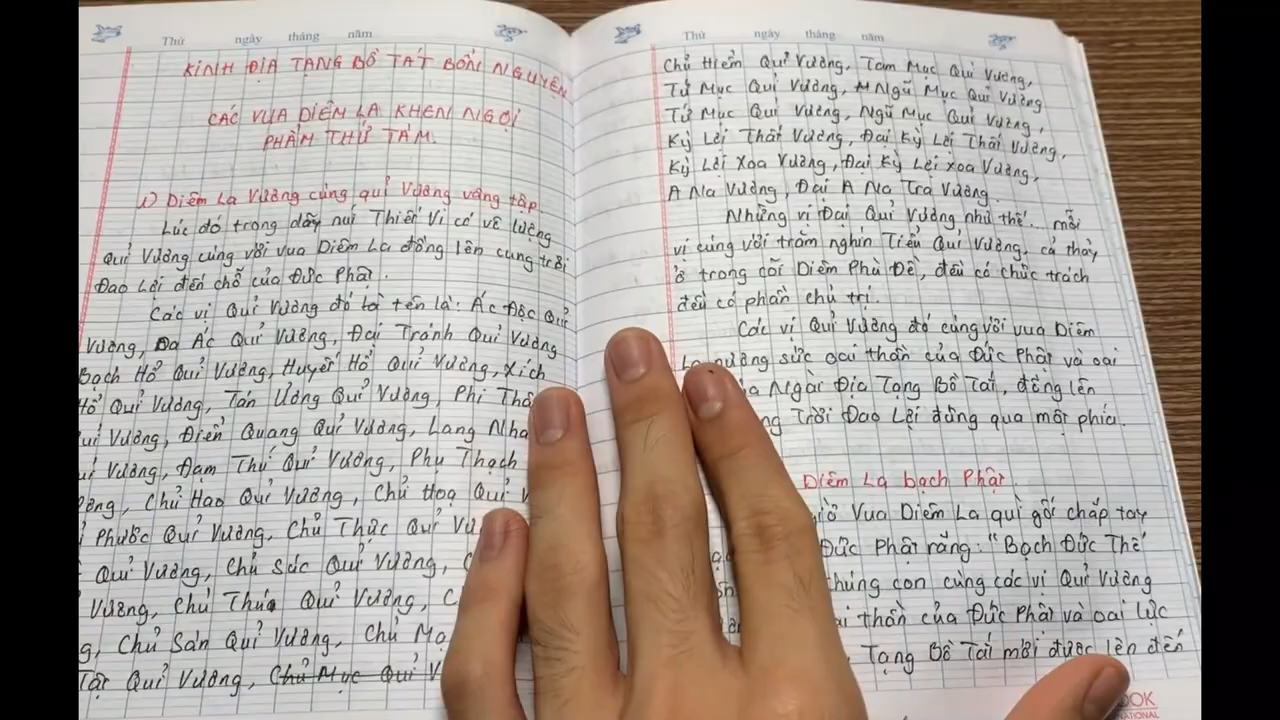 Thứ ngày tháng năm
KINH ĐỊA TẠNG BỒ TÁT BỔN NGUYỆN
CÁC VUA DIÊM LA KHEN NGỢI
PHẨM THỨ TÁM.
1) Diêm La Vương cùng quỉ Vương vâng tập
Lúc đó trong dãy núi Thiết Vi có vô lượng
Quỉ Vương cùng với vua Diêm La đồng lên cung trời
Đao Lợi đến chỗ của Đức Phật.
Các vị Quỉ Vương đó tên là: Ác Độc Quỉ
Vương, Đa Ác Quỉ Vương, Đại Tránh Quỉ Vương
Bạch Hổ Quỉ Vương, Huyết Hổ Quỉ Vương, Xích
Hổ Quỉ Vương, Tán Ương Quỉ Vương, Phi
Vương, Điển Quang Quỉ Vương, Lang Nha
Vương, Đạm Thú Quỉ Vương, Phụ Thạch
Chủ Hao Quỉ Vương, Chủ Hoạ Quỉ
Phước Quỉ Vương, Chủ Thực Quỉ
Quỉ Vương, Chủ Súc Quỉ Vương,
Vương, Chủ Thú Quỉ Vương,
Chủ Sản Quỉ Vương, Chủ
Quỉ Vương, Chủ Mục Quỉ
Thứ ngày tháng năm
Chủ Hiểm Quỉ Vương, Tam Mục Quỉ Vương,
Tứ Mục Quỉ Vương, Ngũ Mục Quỉ Vương
Tứ Mục Quỉ Vương, Ngũ Mục Quỉ Vương,
Kỳ Lợi Thất Vương, Đại Kỳ Lợi Thất Vương,
Kỳ Lợi Xoa Vương, Đại Kỳ Lợi Xoa Vương,
A Na Vương, Đại A Na Tra Vương.
Những vị Đại Quỉ Vương như thế... mỗi
vị cùng với trăm nghìn Tiểu Quỉ Vương, cả thảy
ở trong cõi Diêm Phù Đề, đều có chức trách
đều có phần chủ trị.
Các vị Quỉ Vương đó cùng với vua Diêm
La nương sức oai thần của Đức Phật và oai
Ngài Địa Tạng Bồ Tát, đồng lên
Trời Đao Lợi đứng qua một phía.
Diêm La bạch Phật
Vua Diêm La quì gối chắp tay
Đức Phật rằng: "Bạch Đức Thế
chúng con cùng các vị Quỉ Vương
thần của Đức Phật và oai lực
Tạng Bồ Tát mới được lên đến